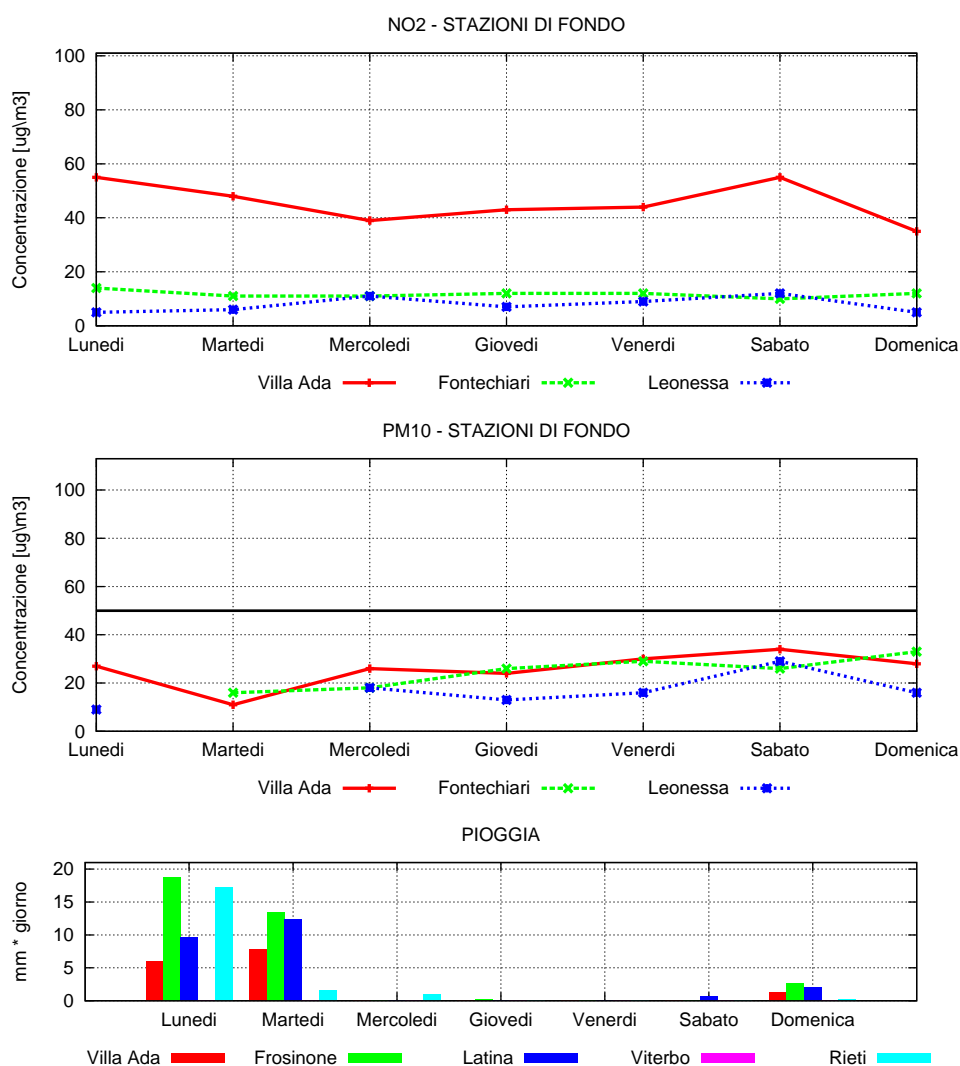 NO2 - STAZIONI DI FONDO
Concentrazione [ug\m3]
100
80
60
40
20
0
Lunedi Martedi Mercoledi Giovedi Venerdi Sabato Domenica
Villa Ada Fontechiari Leonessa
PM10 - STAZIONI DI FONDO
Concentrazione [ug\m3]
100
80
60
40
20
0
Lunedi Martedi Mercoledi Giovedi Venerdi Sabato Domenica
Villa Ada Fontechiari Leonessa
PIOGGIA
mm * giorno
20
15
10
5
0
Lunedi Martedi Mercoledi Giovedi Venerdi Sabato Domenica
Villa Ada Frosinone Latina Viterbo Rieti